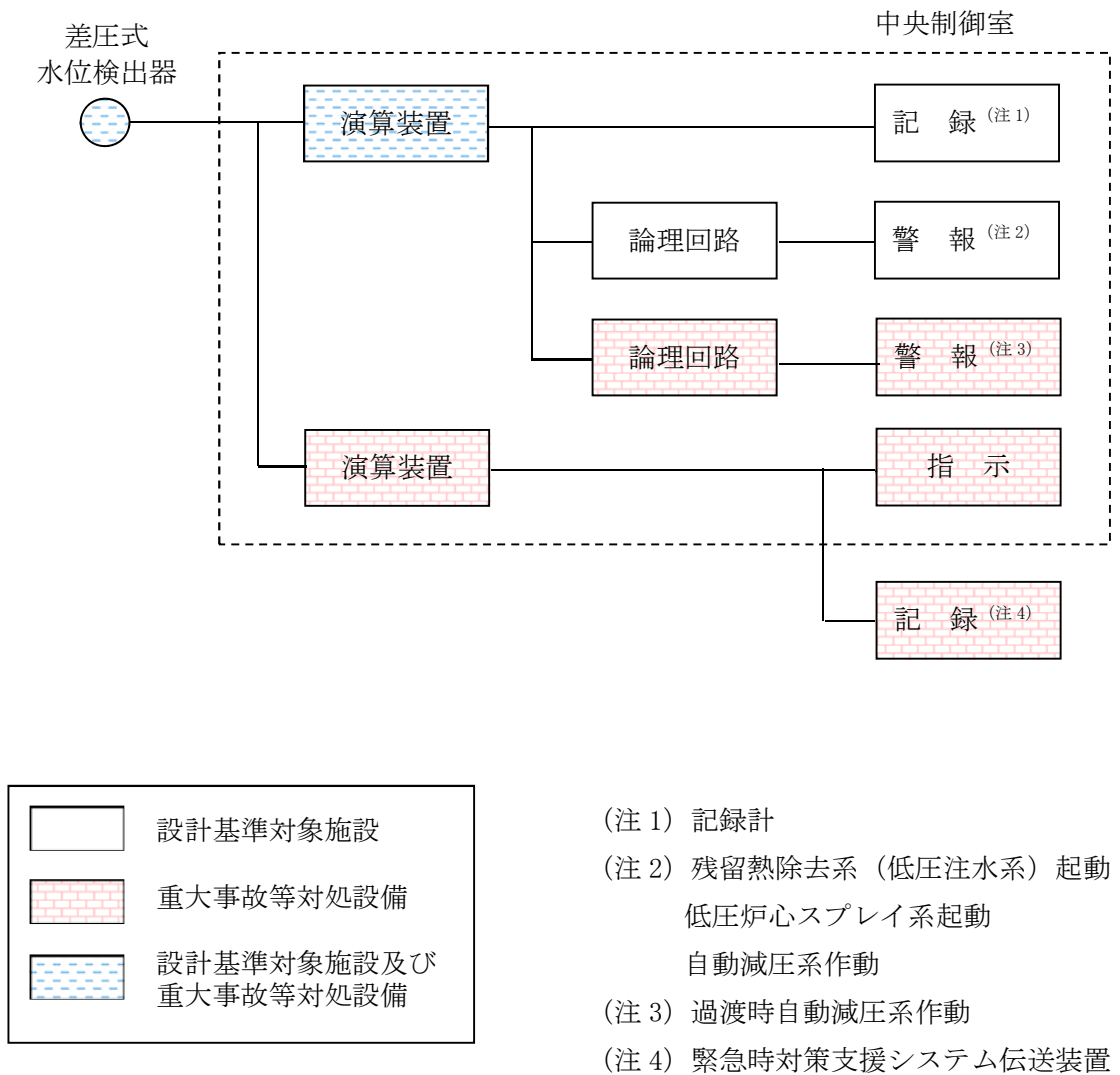 中央制御室
差圧式
水位検出器
演算装置
記　録（注1）
論理回路
警　報（注2）
論理回路
警　報（注3）
演算装置
指　示
記　録（注4）
設計基準対象施設
重大事故等対処設備
設計基準対象施設及び
重大事故等対処設備
（注1）記録計
（注2）残留熱除去系（低圧注水系）起動
低圧炉心スプレイ系起動
自動減圧系作動
（注3）過渡時自動減圧系作動
（注4）緊急時対策支援システム伝送装置